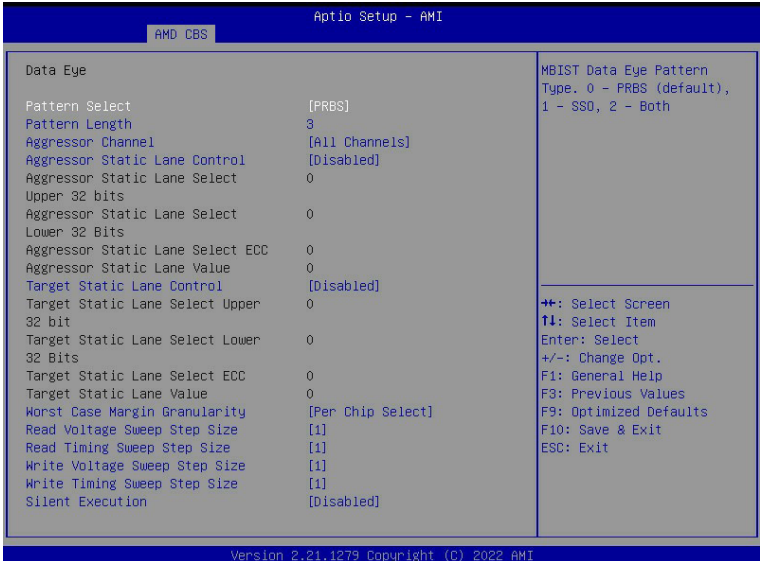 Aptio Setup - AMI
AMD CBS
Data Eye
Pattern Select [PRBS]
Pattern Length 3
Aggressor Channel [All Channels]
Aggressor Static Lane Control [Disabled]
Aggressor Static Lane Select 0
Upper 32 bits
Aggressor Static Lane Select 0
Lower 32 Bits
Aggressor Static Lane Select ECC 0
Aggressor Static Lane Value 0
Target Static Lane Control [Disabled]
Target Static Lane Select Upper 0
32 bit
Target Static Lane Select Lower 0
32 Bits
Target Static Lane Select ECC 0
Target Static Lane Value 0
Worst Case Margin Granularity [Per Chip Select]
Read Voltage Sweep Step Size [1]
Read Timing Sweep Step Size [1]
Write Voltage Sweep Step Size [1]
Write Timing Sweep Step Size [1]
Silent Execution [Disabled]
MBIST Data Eye Pattern
Type. 0 - PRBS (default),
1 - SSO, 2 - Both
→←: Select Screen
↑↓: Select Item
Enter: Select
+/-: Change Opt.
F1: General Help
F3: Previous Values
F9: Optimized Defaults
F10: Save & Exit
ESC: Exit
Version 2.21.1279 Copyright (C) 2022 AMI